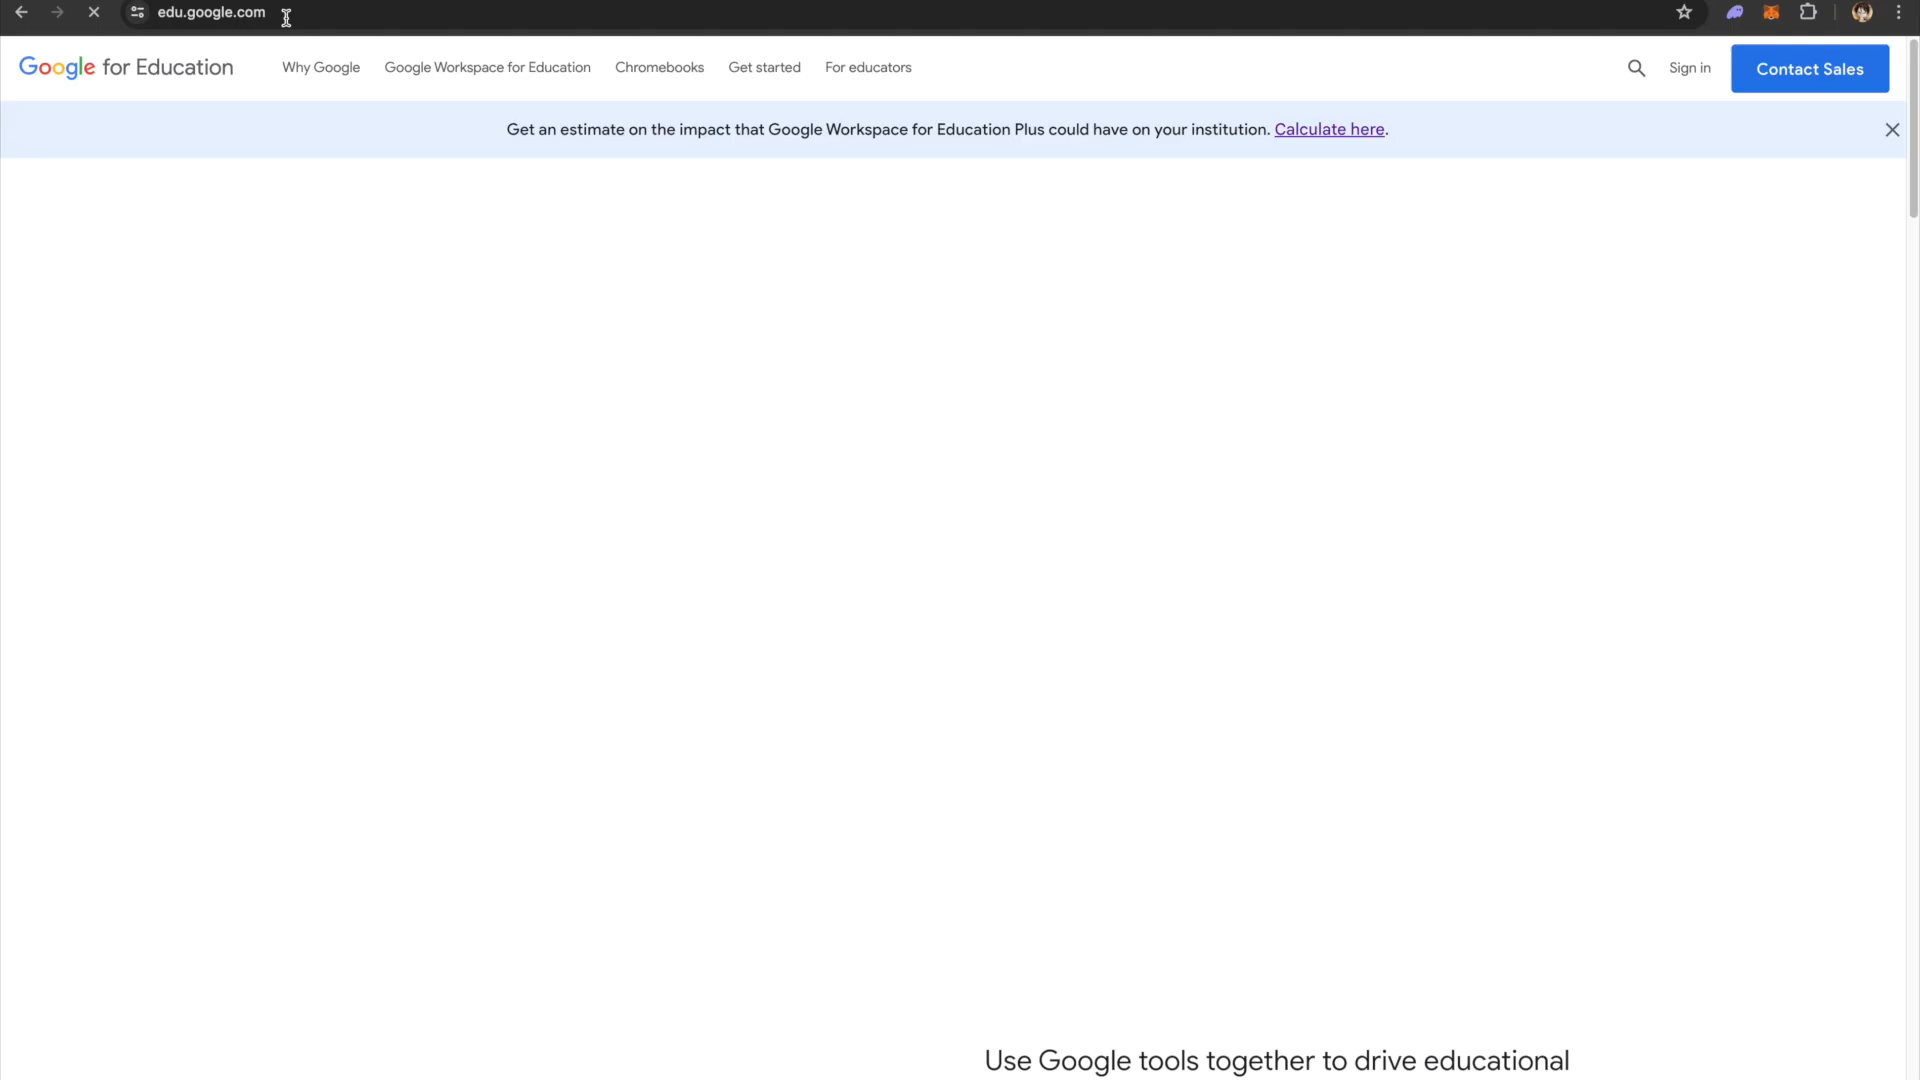 edu.google.com
Google for Education
Why Google
Google Workspace for Education
Chromebooks
Get started
For educators
Sign in
Contact Sales
Get an estimate on the impact that Google Workspace for Education Plus could have on your institution. Calculate here.
Use Google tools together to drive educational